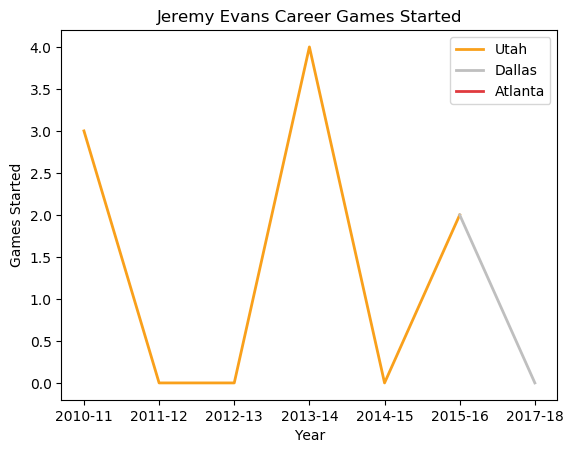 Jeremy Evans Career Games Started
Utah
Dallas
Atlanta
4.0
3.5
3.0
2.5
2.0
1.5
1.0
0.5
0.0
Games Started
2010-11 2011-12 2012-13 2013-14 2014-15 2015-16 2017-18
Year